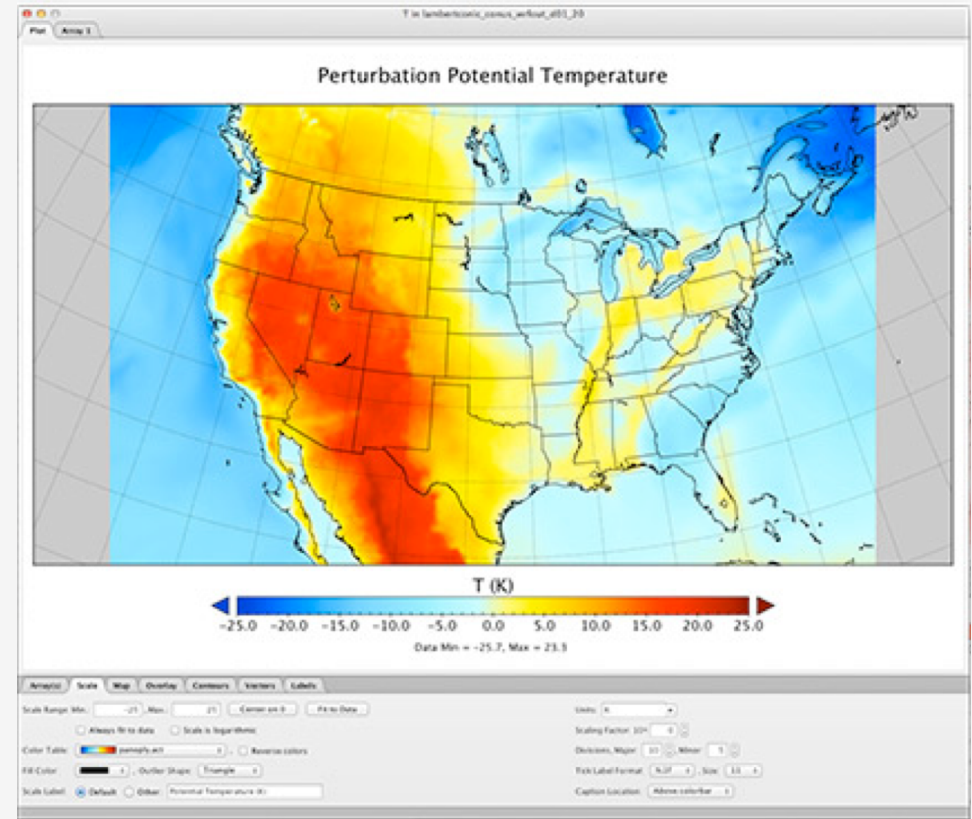 T in lambertconic_conus_wrfout_d01_20
Plot Array 1
Perturbation Potential Temperature
T (K)
-25.0 -20.0 -15.0 -10.0 -5.0 0.0 5.0 10.0 15.0 20.0 25.0
Data Min = -25.7, Max = 23.3
Array(s) Scale Map Overlay Contours Vectors Labels
Scale Range: Min: -25 , Max: 25 Center on 0 Fit to Data Units: K
Always fit to data Scale is logarithmic Scaling Factor: 10^ 0
Color Table: panoply.act , Reverse colors Divisions, Major: 10 , Minor: 5
Fill Color: , Outlier Shape: Triangle Tick Label Format: , Size:
Scale Label: Default Other: Potential Temperature (K) Caption Location: Above colorbar